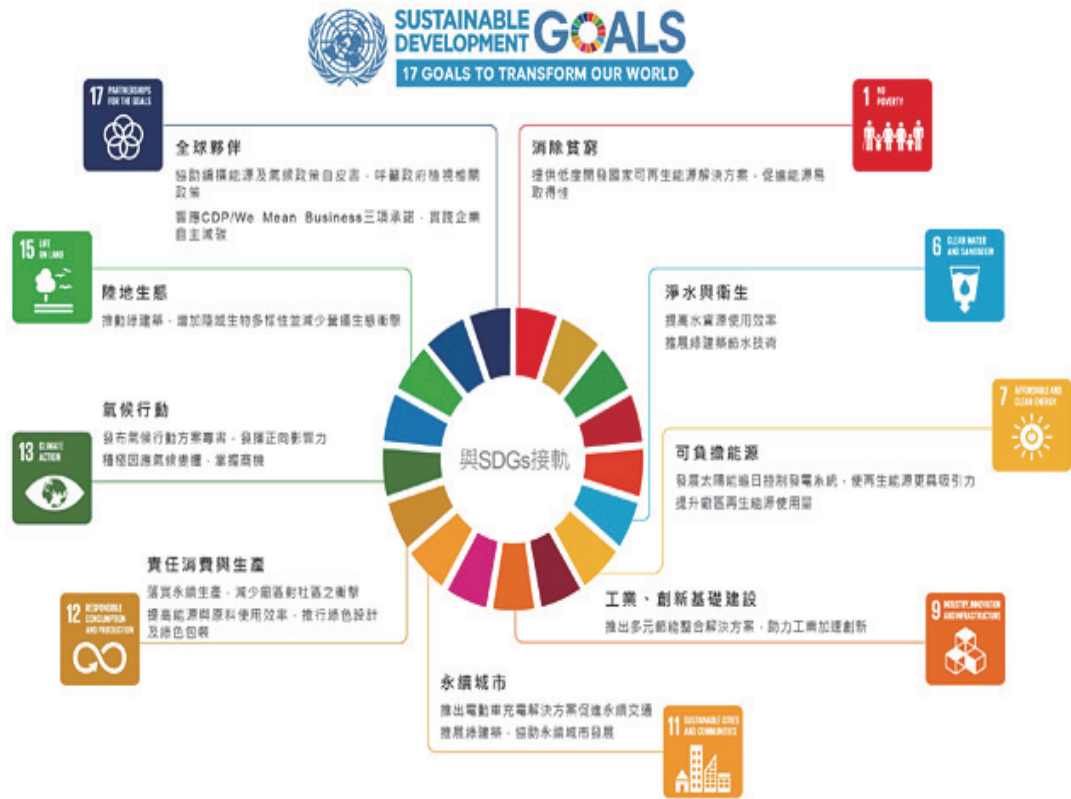 SUSTAINABLE
DEVELOPMENT GOALS
17 GOALS TO TRANSFORM OUR WORLD
17 PARTNERSHIPS
FOR THE GOALS
全球夥伴
協助編撰能源及氣候政策白皮書，呼籲政府檢視相關
政策
響應CDP/We Mean Business三項承諾，實踐企業
自主減碳
1 NO
POVERTY
消除貧窮
提供低度開發國家可再生能源解決方案，促進能源易
取得性
15 LIFE
ON LAND
陸地生態
推動綠建築，增加陸域生物多樣性並減少營運生態衝擊
6 CLEAN WATER
AND SANITATION
淨水與衛生
提高水資源使用效率
推展綠建築節水技術
13 CLIMATE
ACTION
氣候行動
發布氣候行動方案專書，發揮正向影響力
積極因應氣候變遷，掌握商機
與SDGs接軌
7 AFFORDABLE AND
CLEAN ENERGY
可負擔能源
發展太陽能追日控制發電系統，使再生能源更具吸引力
提升廠區再生能源使用量
12 RESPONSIBLE
CONSUMPTION
AND PRODUCTION
責任消費與生產
落實永續生產，減少廠區對社區之衝擊
提高能源與原料使用效率，推行綠色設計
及綠色包裝
9 INDUSTRY, INNOVATION
AND INFRASTRUCTURE
工業、創新基礎建設
推出多元節能整合解決方案，助力工業加速創新
永續城市
推出電動車充電解決方案促進永續交通
推展綠建築，協助永續城市發展
11 SUSTAINABLE CITIES
AND COMMUNITIES